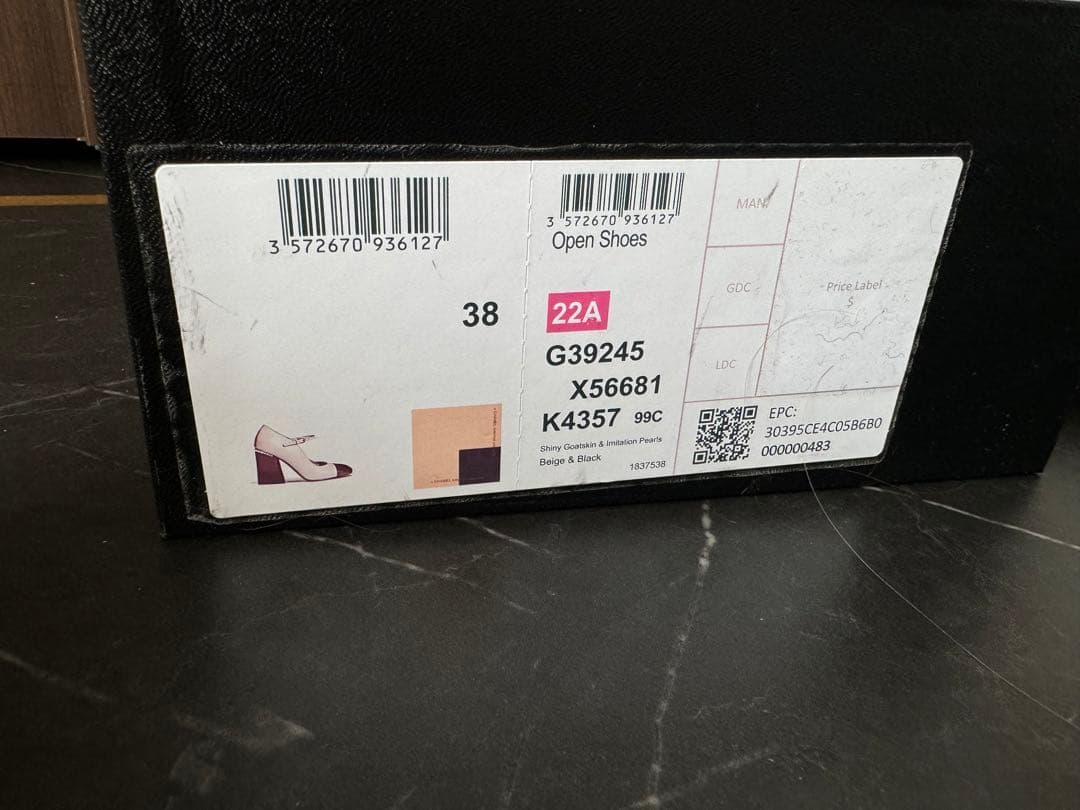 3 572670 936127
38
3 572670 936127
Open Shoes
22A
G39245
X56681
K4357 99C
Shiny Goatskin & Imitation Pearls
Beige & Black
1837538
MAN
GDC
LDC
Price Label
$
EPC:
30395CE4C05B6B0
000000483